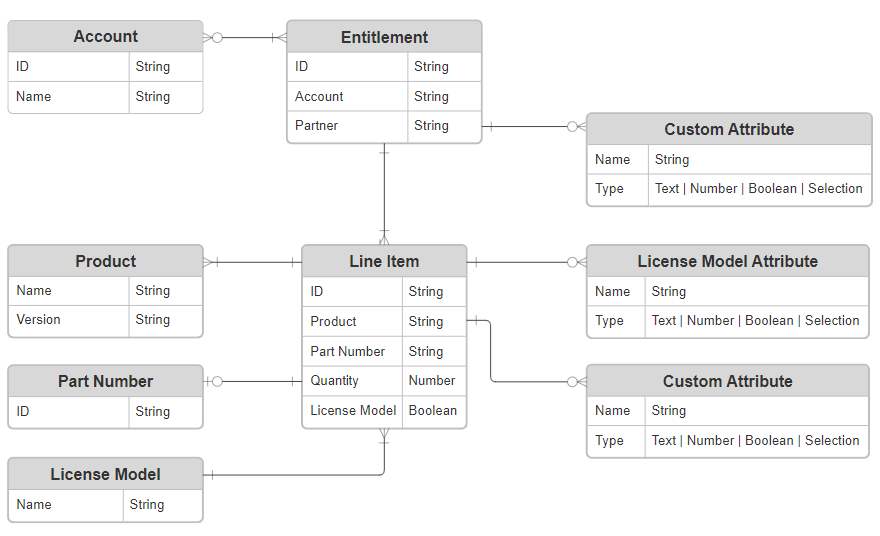 Account
ID String
Name String
Entitlement
ID String
Account String
Partner String
Custom Attribute
Name String
Type Text | Number | Boolean | Selection
Product
Name String
Version String
Line Item
ID String
Product String
Part Number String
Quantity Number
License Model Boolean
License Model Attribute
Name String
Type Text | Number | Boolean | Selection
Part Number
ID String
Custom Attribute
Name String
Type Text | Number | Boolean | Selection
License Model
Name String